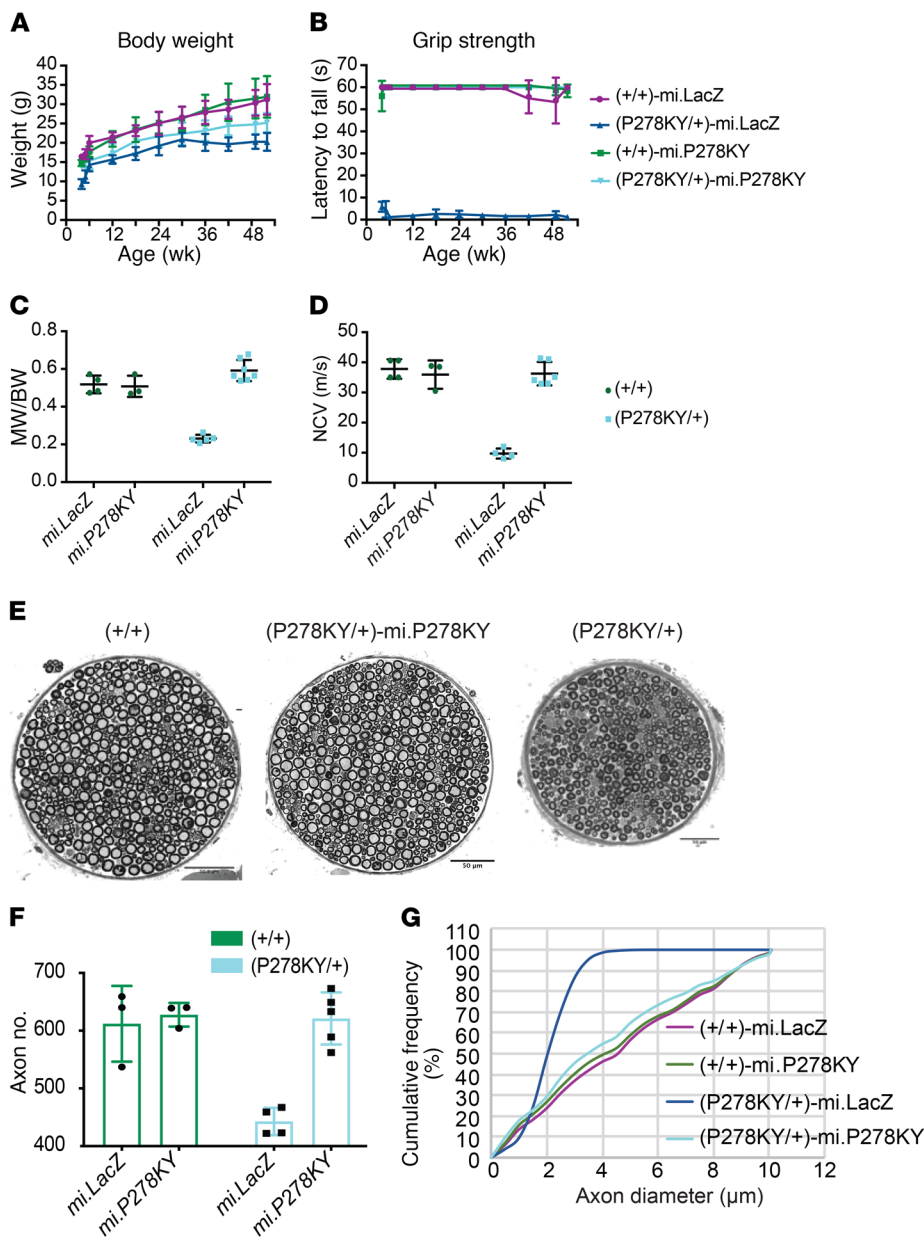 A
Body weight
Weight (g)
40
35
30
25
20
15
10
5
0
0 12 24 36 48
Age (wk)
B
Grip strength
Latency to fall (s)
70
60
50
40
30
20
10
0
0 12 24 36 48
Age (wk)
(+/+)-mi.LacZ
(P278KY/+)-mi.LacZ
(+/+)-mi.P278KY
(P278KY/+)-mi.P278KY
C
MW/BW
0.8
0.6
0.4
0.2
0.0
mi.LacZ
mi.P278KY
mi.LacZ
mi.P278KY
D
NCV (m/s)
50
40
30
20
10
0
mi.LacZ
mi.P278KY
mi.LacZ
mi.P278KY
(+/+)
(P278KY/+)
E
(+/+)
(P278KY/+)-mi.P278KY
(P278KY/+)
50 µm
F
(+/+)
(P278KY/+)
Axon no.
700
600
500
400
mi.LacZ
mi.P278KY
mi.LacZ
mi.P278KY
G
Cumulative frequency
(%)
110
100
90
80
70
60
50
40
30
20
10
0
0 2 4 6 8 10 12
Axon diameter (µm)
(+/+)-mi.LacZ
(+/+)-mi.P278KY
(P278KY/+)-mi.LacZ
(P278KY/+)-mi.P278KY